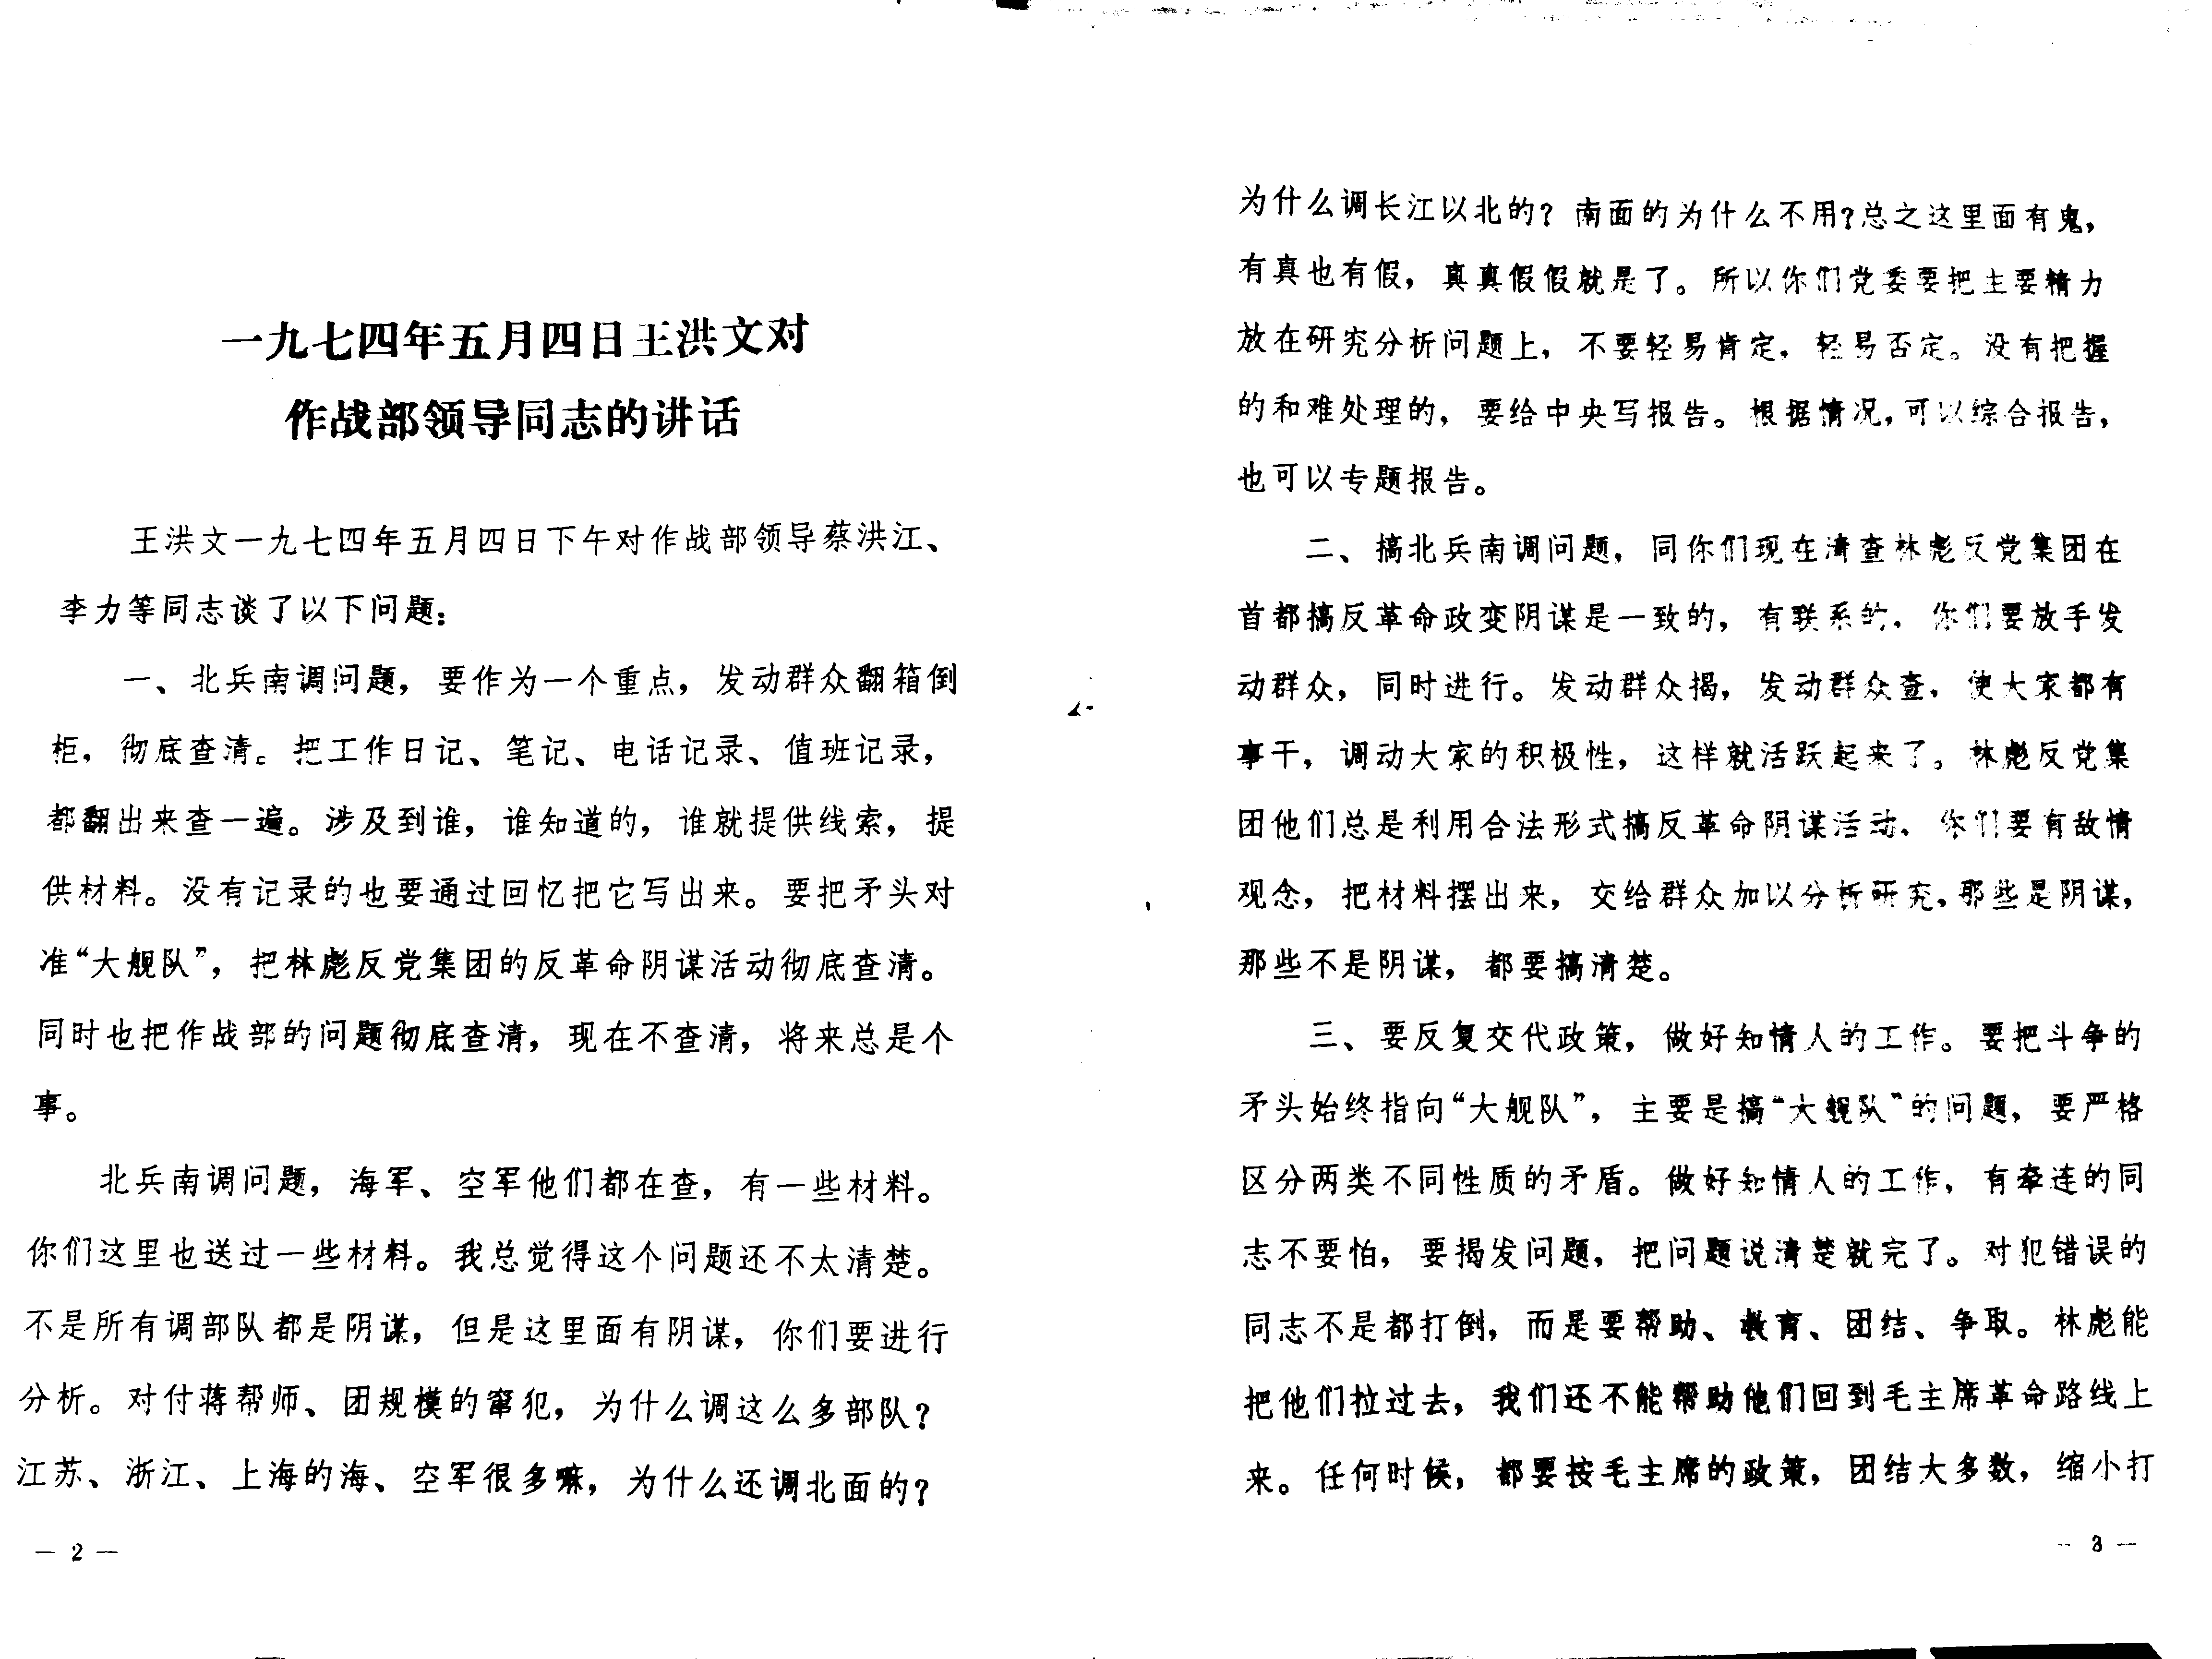 一九七四年五月四日王洪文对
作战部领导同志的讲话
王洪文一九七四年五月四日下午对作战部领导蔡洪江、
李力等同志谈了以下问题：
一、北兵南调问题，要作为一个重点，发动群众翻箱倒
柜，彻底查清。把工作日记、笔记、电话记录、值班记录，
都翻出来查一遍。涉及到谁，谁知道的，谁就提供线索，提
供材料。没有记录的也要通过回忆把它写出来。要把矛头对
准“大舰队”，把林彪反党集团的反革命阴谋活动彻底查清。
同时也把作战部的问题彻底查清，现在不查清，将来总是个
事。
北兵南调问题，海军、空军他们都在查，有一些材料。
你们这里也送过一些材料。我总觉得这个问题还不太清楚。
不是所有调部队都是阴谋，但是这里面有阴谋，你们要进行
分析。对付蒋帮师、团规模的窜犯，为什么调这么多部队？
江苏、浙江、上海的海、空军很多嘛，为什么还调北面的？
— 2 —
为什么调长江以北的？南面的为什么不用？总之这里面有鬼，
有真也有假，真真假假就是了。所以你们党委要把主要精力
放在研究分析问题上，不要轻易肯定，轻易否定。没有把握
的和难处理的，要给中央写报告。根据情况，可以综合报告，
也可以专题报告。
二、搞北兵南调问题，同你们现在清查林彪反党集团在
首都搞反革命政变阴谋是一致的，有联系的，你们要放手发
动群众，同时进行。发动群众揭，发动群众查，使大家都有
事干，调动大家的积极性，这样就活跃起来了。林彪反党集
团他们总是利用合法形式搞反革命阴谋活动，你们要有敌情
观念，把材料摆出来，交给群众加以分析研究，那些是阴谋，
那些不是阴谋，都要搞清楚。
三、要反复交代政策，做好知情人的工作。要把斗争的
矛头始终指向“大舰队”，主要是搞“大舰队”的问题，要严格
区分两类不同性质的矛盾。做好知情人的工作，有牵连的同
志不要怕，要揭发问题，把问题说清楚就完了。对犯错误的
同志不是都打倒，而是要帮助、教育、团结、争取。林彪能
把他们拉过去，我们还不能帮助他们回到毛主席革命路线上
来。任何时候，都要按毛主席的政策，团结大多数，缩小打
— 3 —